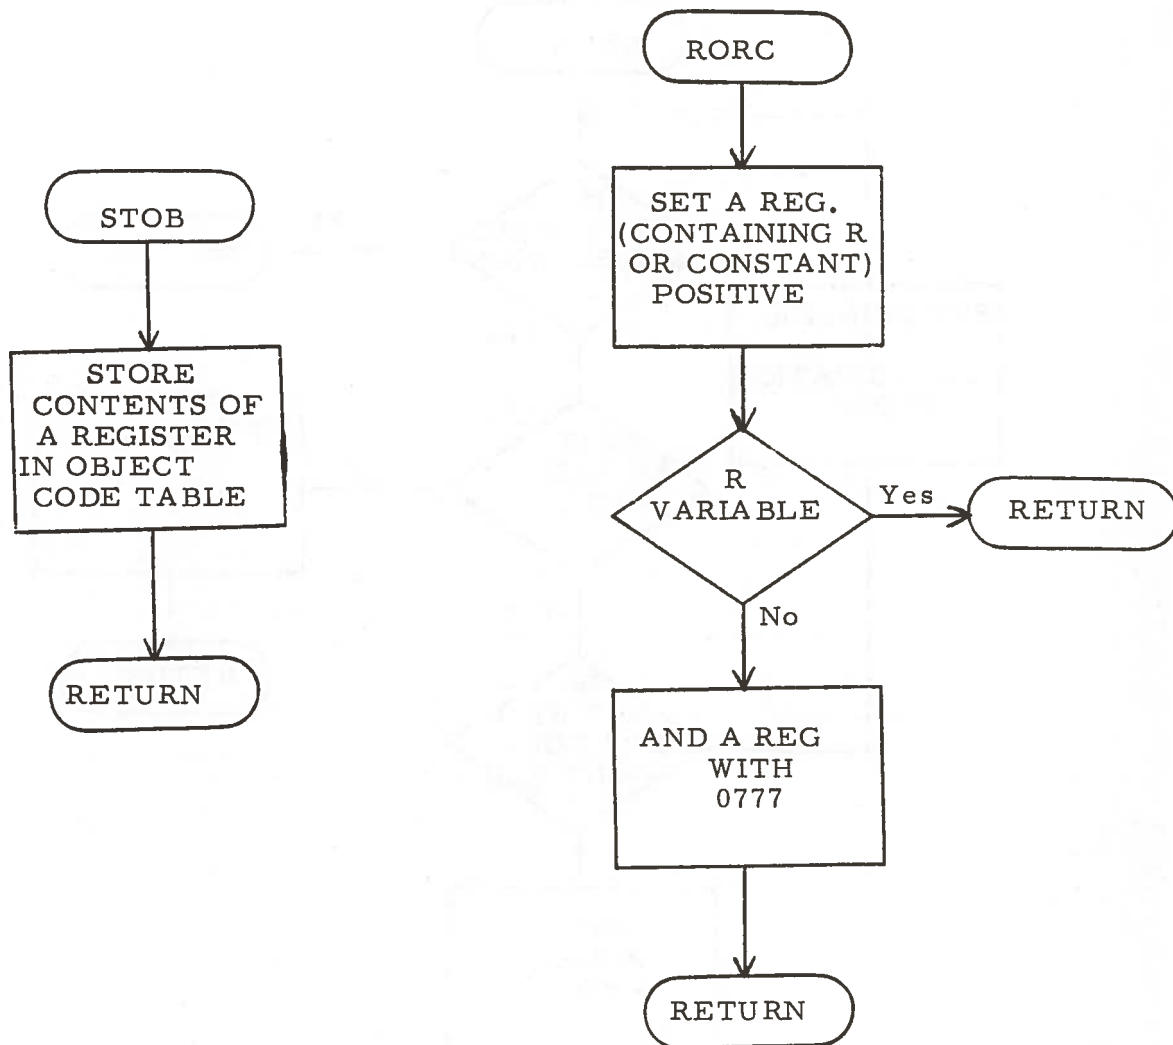 STOB
STORE
CONTENTS OF
A REGISTER
IN OBJECT
CODE TABLE
RETURN
RORC
SET A REG.
(CONTAINING R
OR CONSTANT)
POSITIVE
R
VARIABLE
Yes
RETURN
No
AND A REG
WITH
0777
RETURN